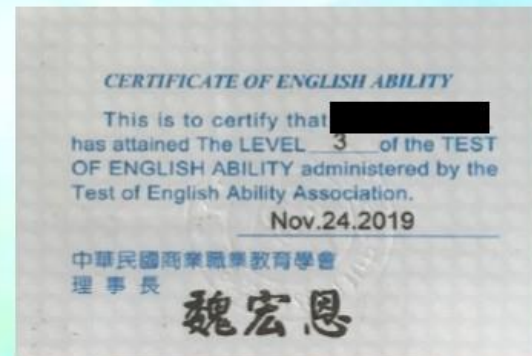 CERTIFICATE OF ENGLISH ABILITY
This is to certify that
has attained The LEVEL 3 of the TEST
OF ENGLISH ABILITY administered by the
Test of English Ability Association.
Nov.24.2019
中華民國商業職業教育學會
理事長
魏宏恩